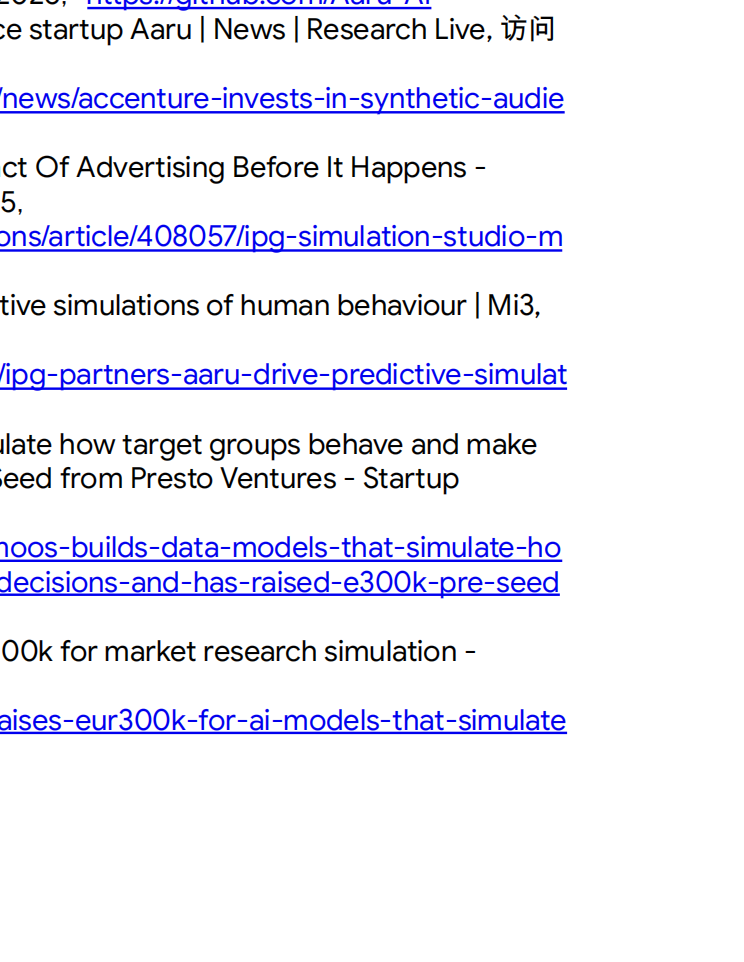 https://github.com/Aaru-AI
ce startup Aaru | News | Research Live, 访问
/news/accenture-invests-in-synthetic-audie
ct Of Advertising Before It Happens -
5,
ons/article/408057/ipg-simulation-studio-m
tive simulations of human behaviour | Mi3,
/ipg-partners-aaru-drive-predictive-simulat
ulate how target groups behave and make
Seed from Presto Ventures - Startup
noos-builds-data-models-that-simulate-ho
decisions-and-has-raised-e300k-pre-seed
00k for market research simulation -
aises-eur300k-for-ai-models-that-simulate